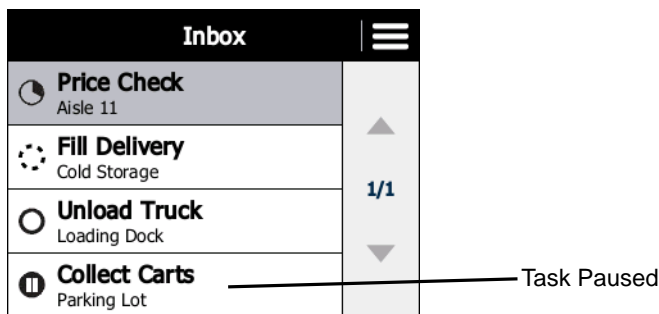 Inbox
Price Check
Aisle 11
Fill Delivery
Cold Storage
1/1
Unload Truck
Loading Dock
Collect Carts
Parking Lot
Task Paused